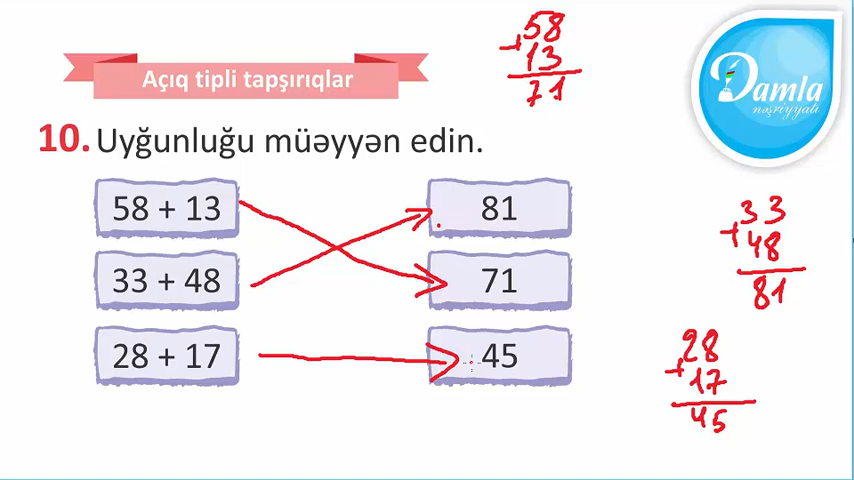 58
+ 13
71
Damla
nəşriyyatı
Açıq tipli tapşırıqlar
10. Uyğunluğu müəyyən edin.
58 + 13
81
33 + 48
71
28 + 17
45
33
+ 48
81
28
+ 17
45